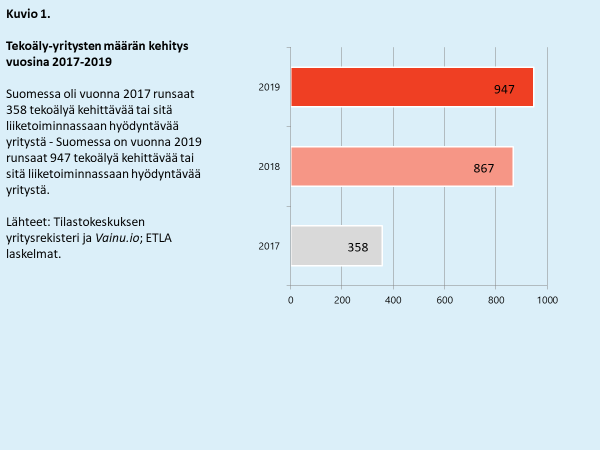 Kuvio 1.
Tekoäly-yritysten määrän kehitys
vuosina 2017-2019
Suomessa oli vuonna 2017 runsaat
358 tekoälyä kehittävää tai sitä
liiketoiminnassaan hyödyntävää
yritystä - Suomessa on vuonna 2019
runsaat 947 tekoälyä kehittävää tai
sitä liiketoiminnassaan hyödyntävää
yritystä.
Lähteet: Tilastokeskuksen
yritysrekisteri ja Vainu.io; ETLA
laskelmat.
2019
947
2018
867
2017
358
0 200 400 600 800 1000